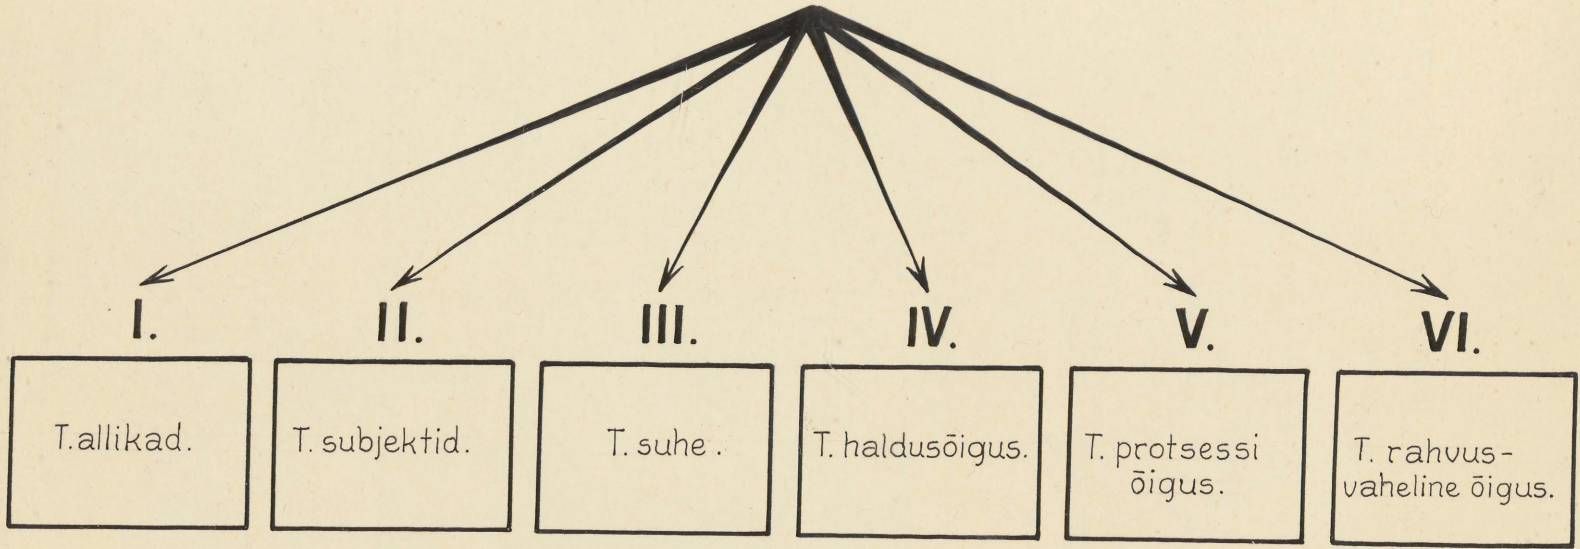 I.
II.
III.
IV.
V.
VI.
T. allikad.
T. subjektid.
T. suhe.
T. haldusõigus.
T. protsessi
õigus.
T. rahvus-
vaheline õigus.